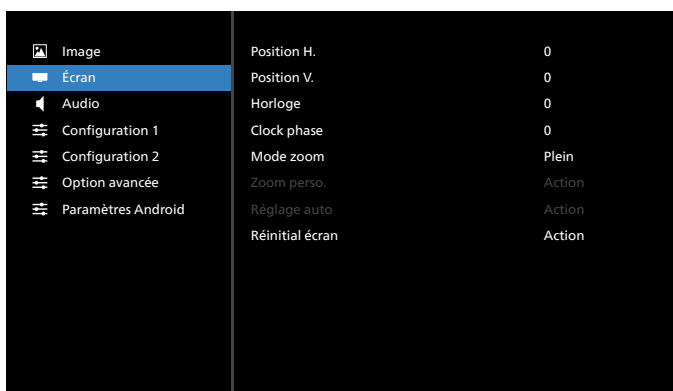 Image
Écran
Audio
Configuration 1
Configuration 2
Option avancée
Paramètres Android
Position H. 0
Position V. 0
Horloge 0
Clock phase 0
Mode zoom Plein
Zoom perso. Action
Réglage auto Action
Réinitial écran Action